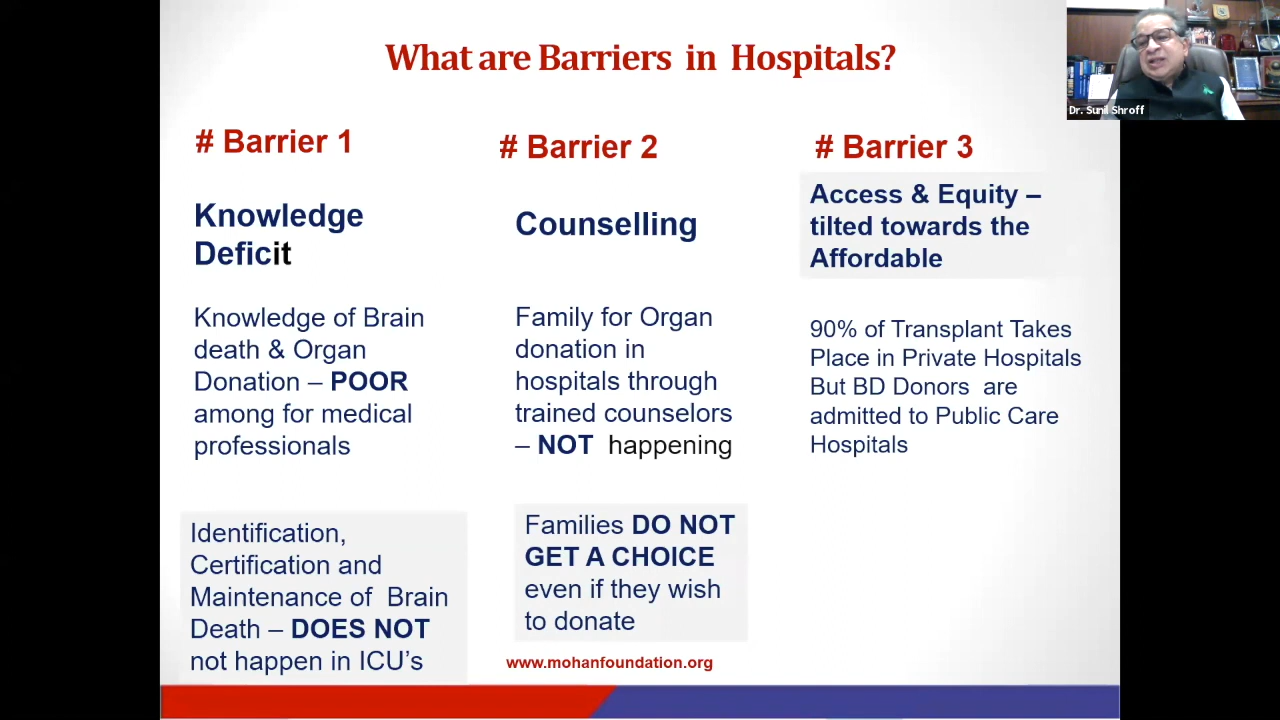 What are Barriers in Hospitals?
Dr. Sunil Shroff
# Barrier 1
Knowledge
Deficit
Knowledge of Brain
death & Organ
Donation – POOR
among for medical
professionals
Identification,
Certification and
Maintenance of Brain
Death – DOES NOT
not happen in ICU's
# Barrier 2
Counselling
Family for Organ
donation in
hospitals through
trained counselors
– NOT happening
Families DO NOT
GET A CHOICE
even if they wish
to donate
# Barrier 3
Access & Equity –
tilted towards the
Affordable
90% of Transplant Takes
Place in Private Hospitals
But BD Donors are
admitted to Public Care
Hospitals
www.mohanfoundation.org